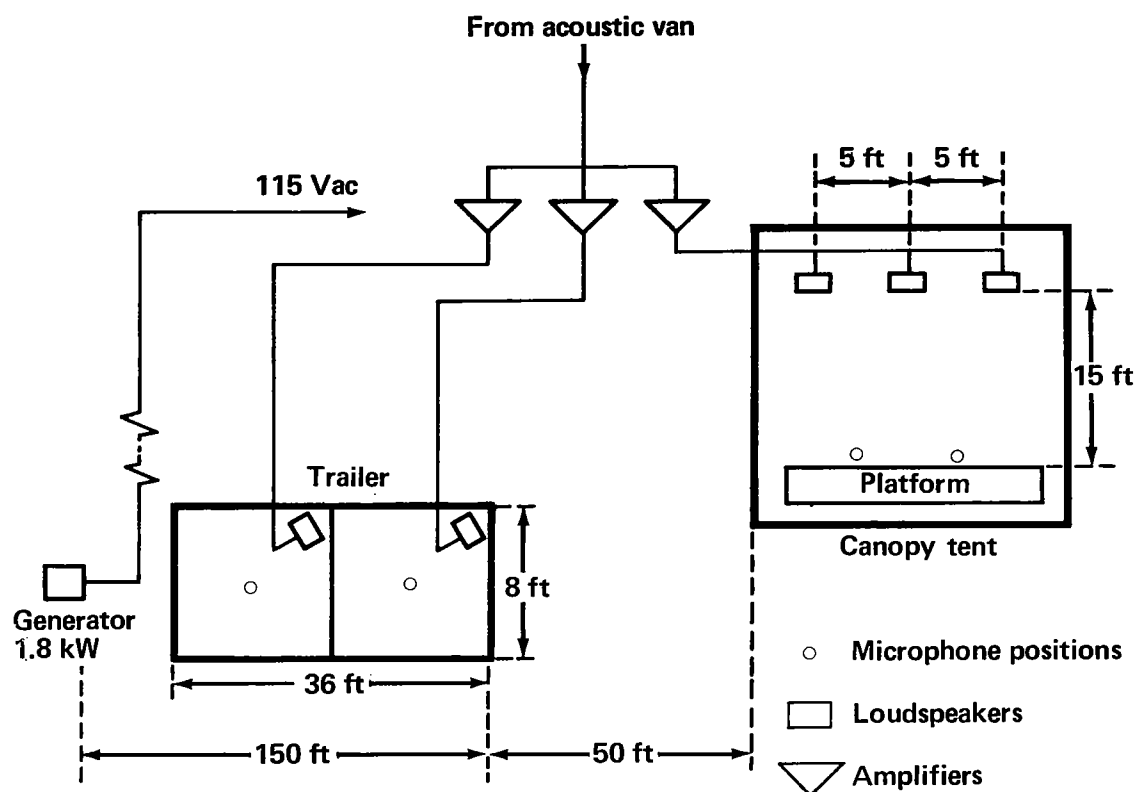 From acoustic van
5 ft
5 ft
115 Vac
15 ft
Trailer
Platform
Canopy tent
8 ft
Generator
1.8 kW
36 ft
150 ft
50 ft
Microphone positions
Loudspeakers
Amplifiers